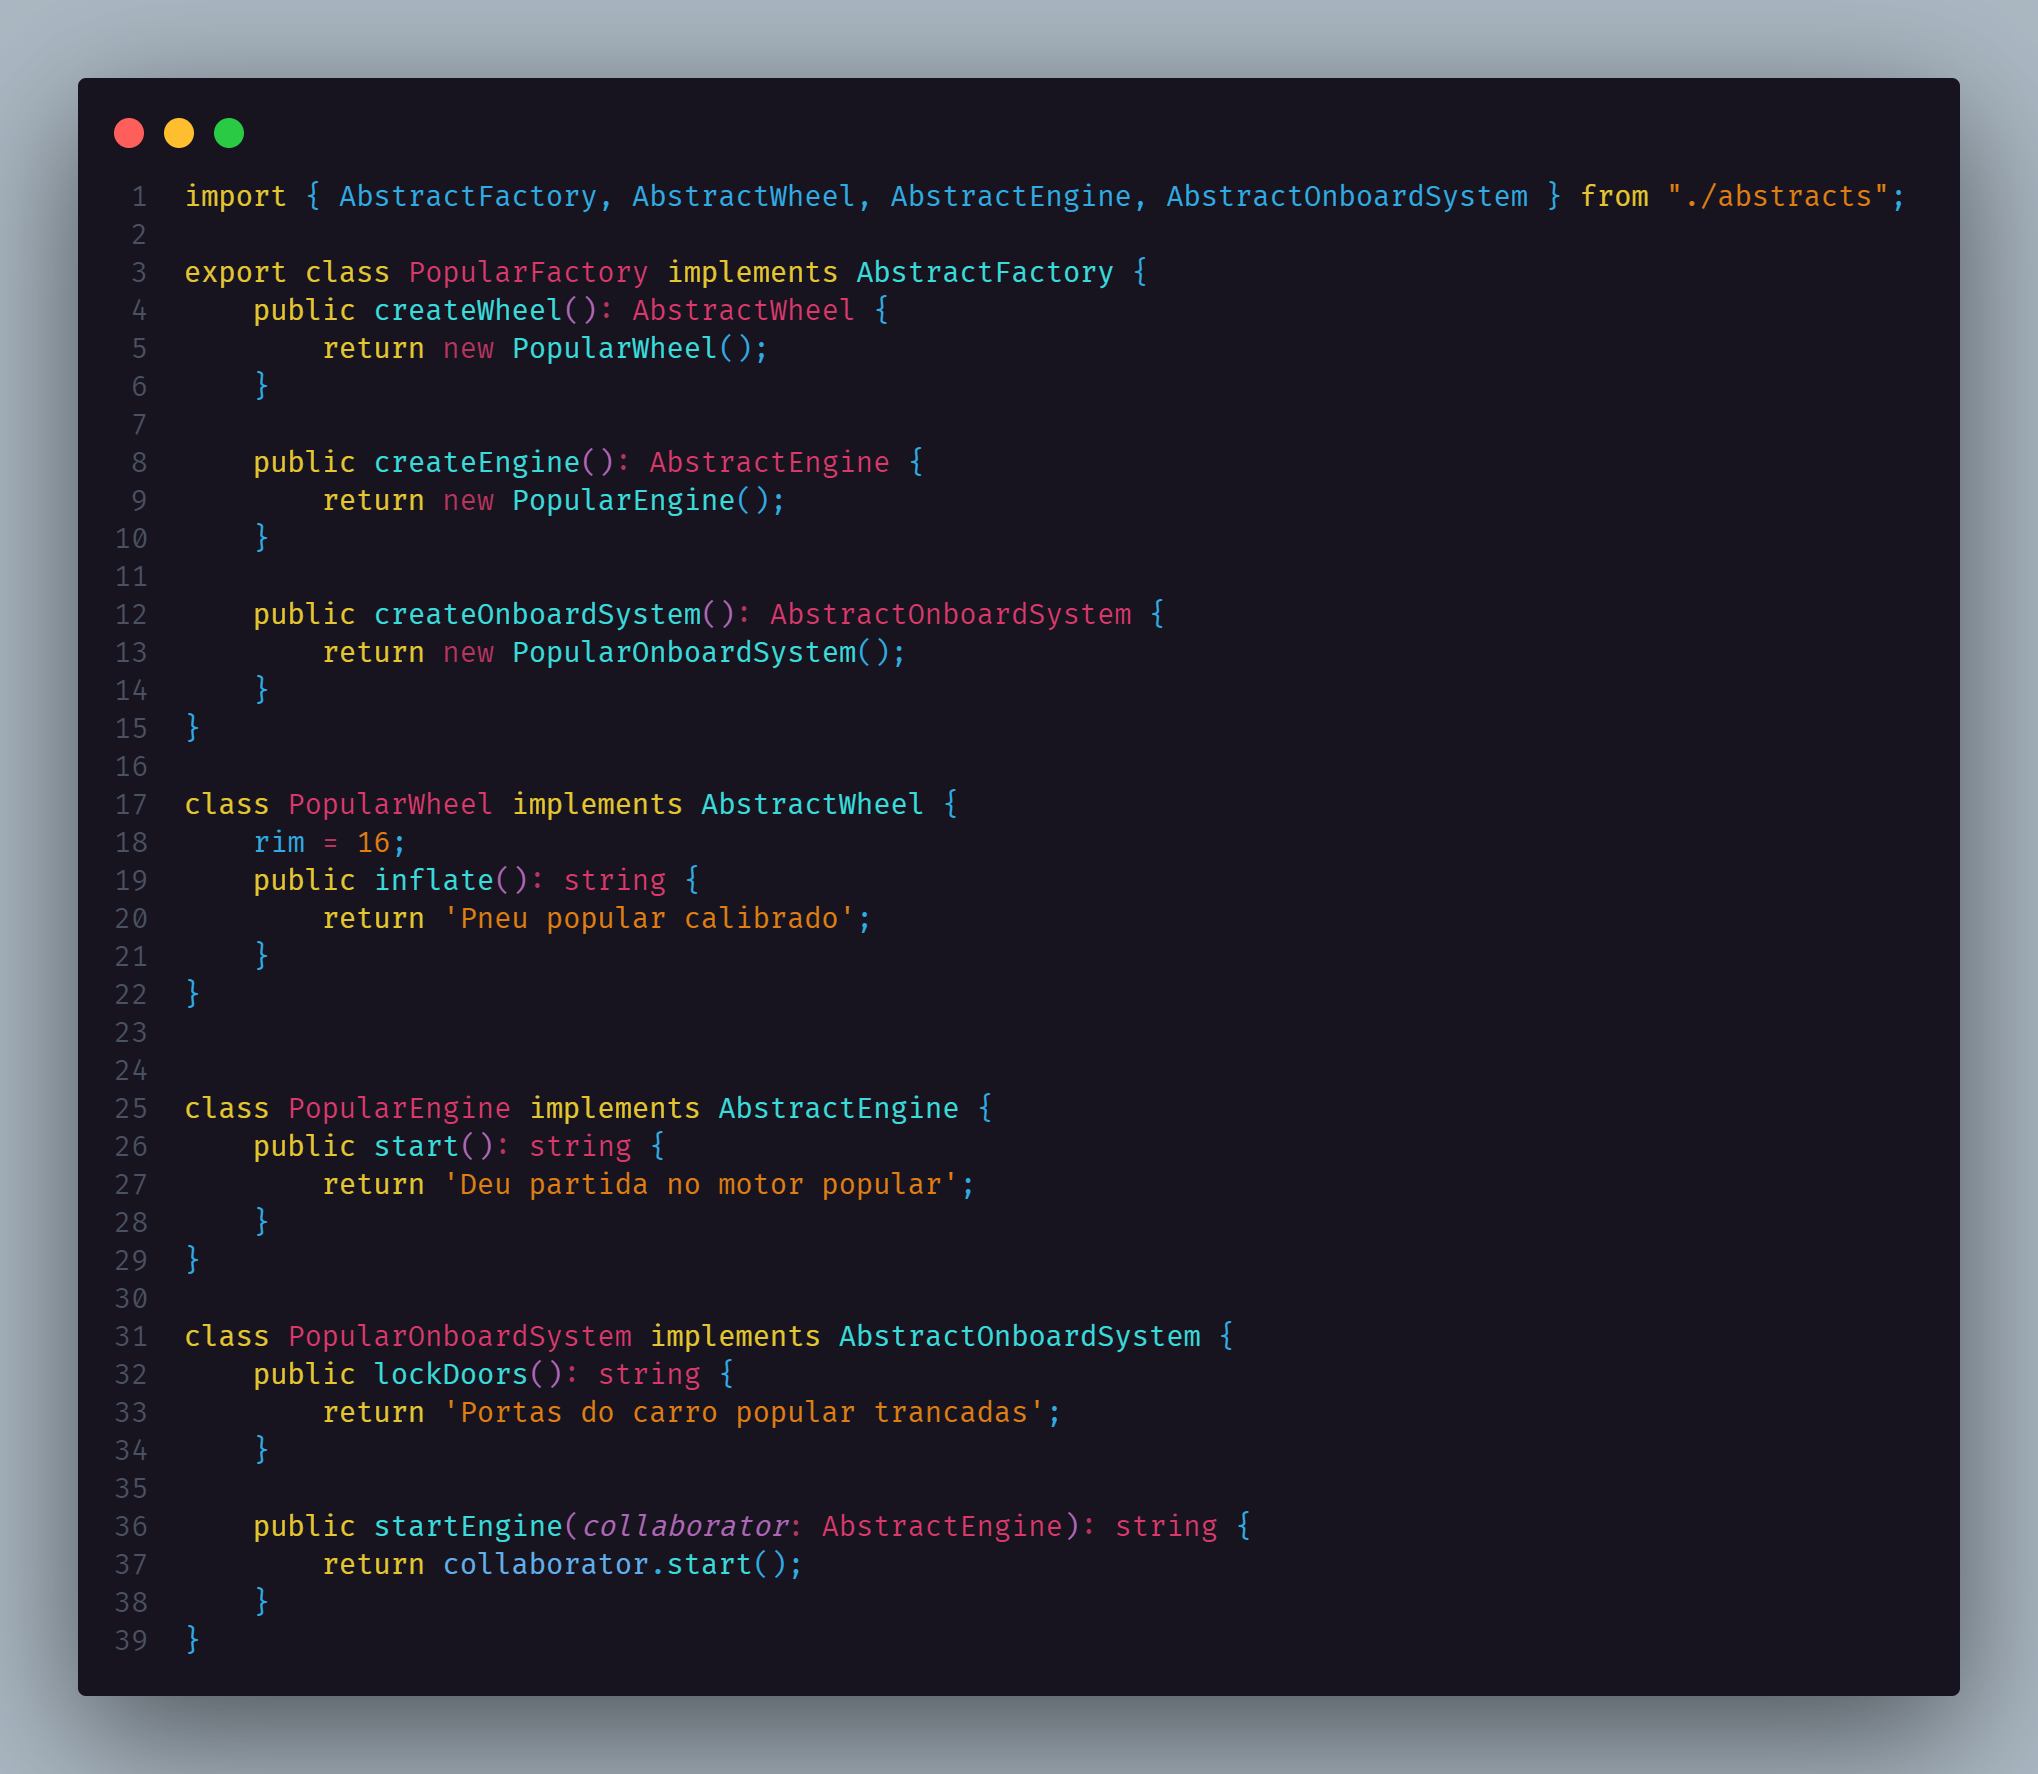 1 import { AbstractFactory, AbstractWheel, AbstractEngine, AbstractOnboardSystem } from "./abstracts";
2
3 export class PopularFactory implements AbstractFactory {
4     public createWheel(): AbstractWheel {
5         return new PopularWheel();
6     }
7
8     public createEngine(): AbstractEngine {
9         return new PopularEngine();
10     }
11
12     public createOnboardSystem(): AbstractOnboardSystem {
13         return new PopularOnboardSystem();
14     }
15 }
16
17 class PopularWheel implements AbstractWheel {
18     rim = 16;
19     public inflate(): string {
20         return 'Pneu popular calibrado';
21     }
22 }
23
24
25 class PopularEngine implements AbstractEngine {
26     public start(): string {
27         return 'Deu partida no motor popular';
28     }
29 }
30
31 class PopularOnboardSystem implements AbstractOnboardSystem {
32     public lockDoors(): string {
33         return 'Portas do carro popular trancadas';
34     }
35
36     public startEngine(collaborator: AbstractEngine): string {
37         return collaborator.start();
38     }
39 }